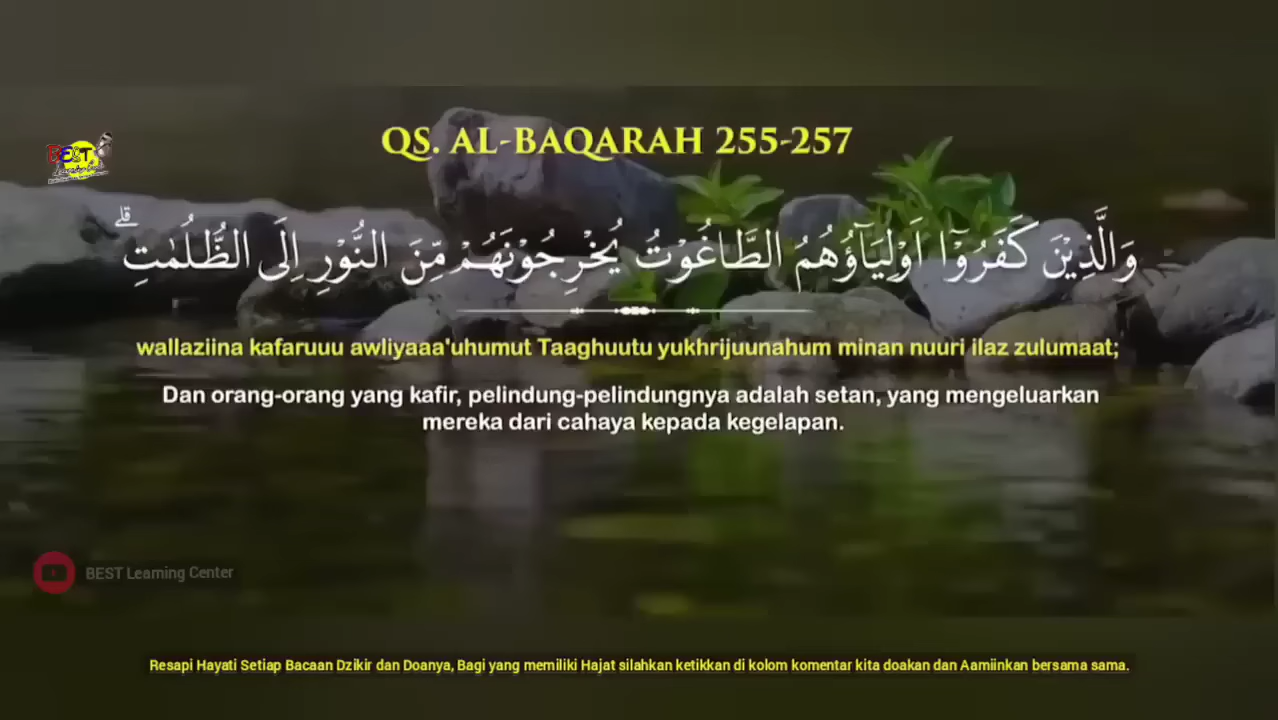 QS. AL-BAQARAH 255-257
BEST
وَالَّذِيْنَ كَفَرُوْٓا اَوْلِيَاۤؤُهُمُ الطَّاغُوْتُ يُخْرِجُوْنَهُمْ مِّنَ النُّوْرِ اِلَى الظُّلُمٰتِۗ
wallaziina kafaruuu awliyaaa'uhumut Taaghuutu yukhrijuunahum minan nuuri ilaz zulumaat;
Dan orang-orang yang kafir, pelindung-pelindungnya adalah setan, yang mengeluarkan
mereka dari cahaya kepada kegelapan.
BEST Learning Center
Resapi Hayati Setiap Bacaan Dzikir dan Doanya, Bagi yang memiliki Hajat silahkan ketikkan di kolom komentar kita doakan dan Aamiinkan bersama sama.